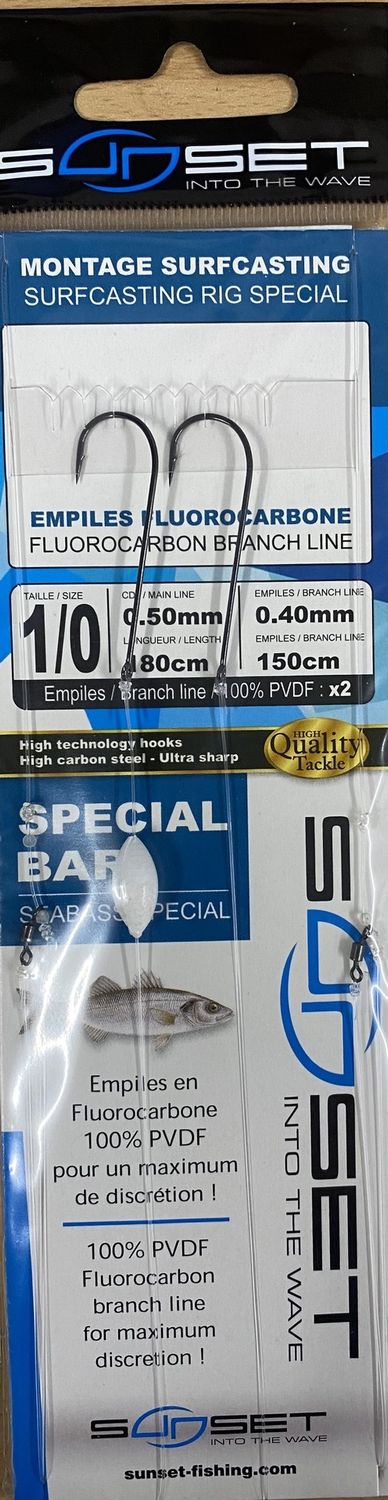 SUNSET
INTO THE WAVE
MONTAGE SURFCASTING
SURFCASTING RIG SPECIAL
EMPILES FLUOROCARBONE
FLUOROCARBON BRANCH LINE
TAILLE / SIZE
1/0
CDL / MAIN LINE
0.50mm
LONGUEUR / LENGTH
180cm
EMPILES / BRANCH LINE
0.40mm
EMPILES / BRANCH LINE
150cm
Empiles / Branch line / 100% PVDF : x2
High technology hooks
High carbon steel - Ultra sharp
HIGH
Quality
Tackle
SPECIAL
BAR
SEABASS SPECIAL
Empiles en
Fluorocarbone
100% PVDF
pour un maximum
de discrétion !
100% PVDF
Fluorocarbon
branch line
for maximum
discretion !
SUNSET
INTO THE WAVE
SUNSET
INTO THE WAVE
sunset-fishing.com